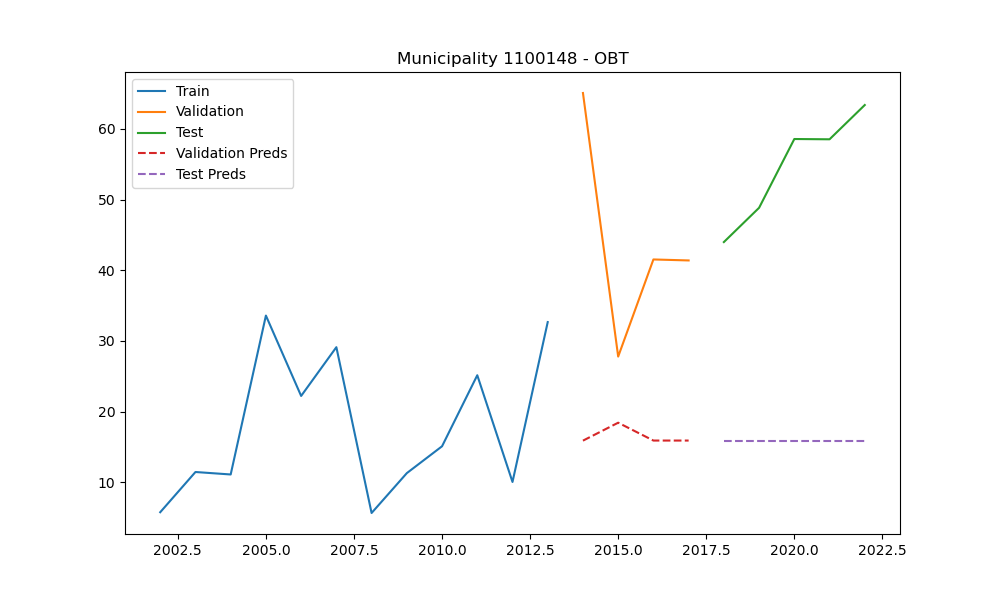 Municipality 1100148 - OBT
Train
Validation
Test
Validation Preds
Test Preds
60
50
40
30
20
10
2002.5 2005.0 2007.5 2010.0 2012.5 2015.0 2017.5 2020.0 2022.5